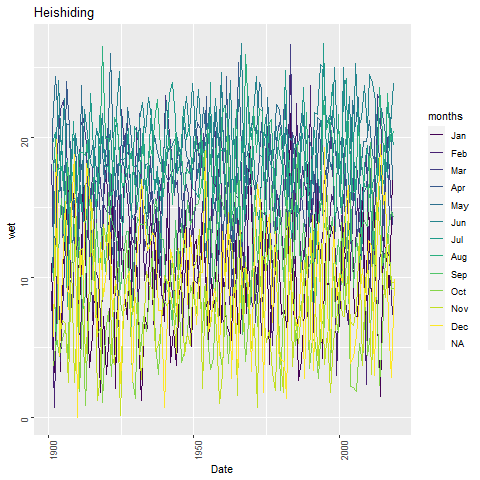 Heishiding
wet
20
10
0
1900
1950
2000
Date
months
Jan
Feb
Mar
Apr
May
Jun
Jul
Aug
Sep
Oct
Nov
Dec
NA